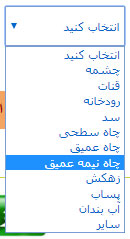 انتخاب کنید
انتخاب کنید
چشمه
قنات
رودخانه
سد
چاه سطحی
چاه عمیق
چاه نیمه عمیق
زهکش
پساب
آب بندان
سایر